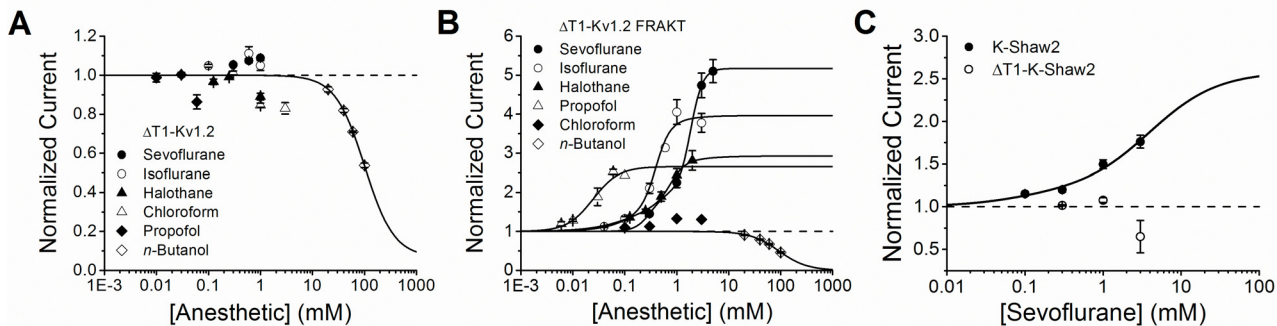 A
Normalized Current
1.2
1.0
0.8
0.6
0.4
0.2
0.0
ΔT1-Kv1.2
Sevoflurane
Isoflurane
Halothane
Chloroform
Propofol
n-Butanol
1E-3 0.01 0.1 1 10 100 1000
[Anesthetic] (mM)
B
Normalized Current
6
5
4
3
2
1
0
ΔT1-Kv1.2 FRAKT
Sevoflurane
Isoflurane
Halothane
Propofol
Chloroform
n-Butanol
1E-3 0.01 0.1 1 10 100 1000
[Anesthetic] (mM)
C
Normalized Current
3.0
2.5
2.0
1.5
1.0
0.5
K-Shaw2
ΔT1-K-Shaw2
0.01 0.1 1 10 100
[Sevoflurane] (mM)